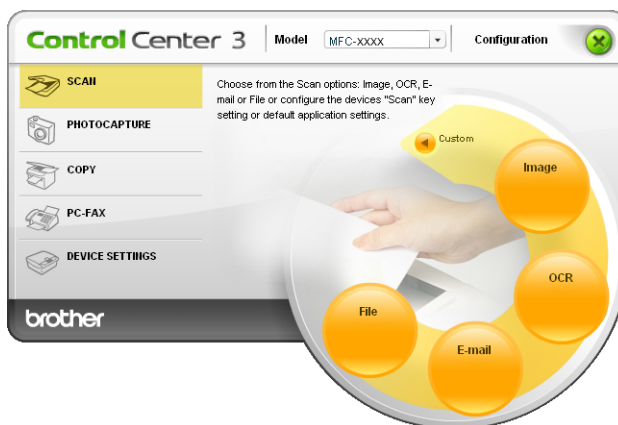 Control Center 3
Model
MFC-XXXX
Configuration
SCAN
PHOTOCAPTURE
COPY
PC-FAX
DEVICE SETTINGS
Choose from the Scan options: Image, OCR, E-
mail or File or configure the devices "Scan" key
setting or default application settings.
Custom
Image
OCR
E-mail
File
brother